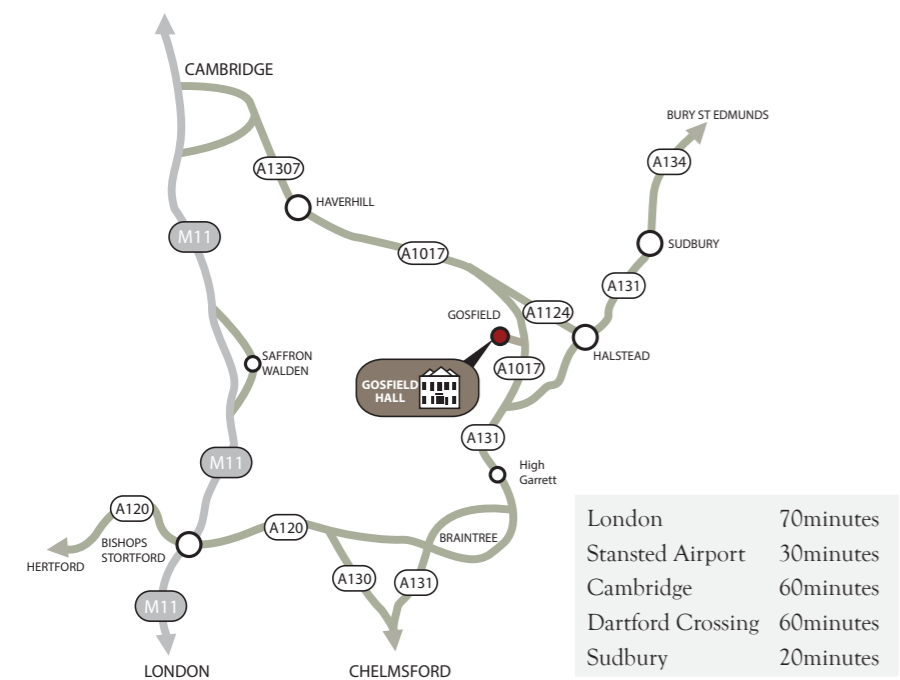 CAMBRIDGE
BURY ST EDMUNDS
A134
A1307
HAVERHILL
M11
SUDBURY
A1017
A131
GOSFIELD
A1124
SAFFRON
WALDEN
HALSTEAD
A1017
GOSFIELD
HALL
A131
M11
High
Garrett
A120
A120
BISHOPS
STORTFORD
BRAINTREE
HERTFORD
A130
A131
M11
LONDON
CHELMSFORD
London 70minutes
Stansted Airport 30minutes
Cambridge 60minutes
Dartford Crossing 60minutes
Sudbury 20minutes